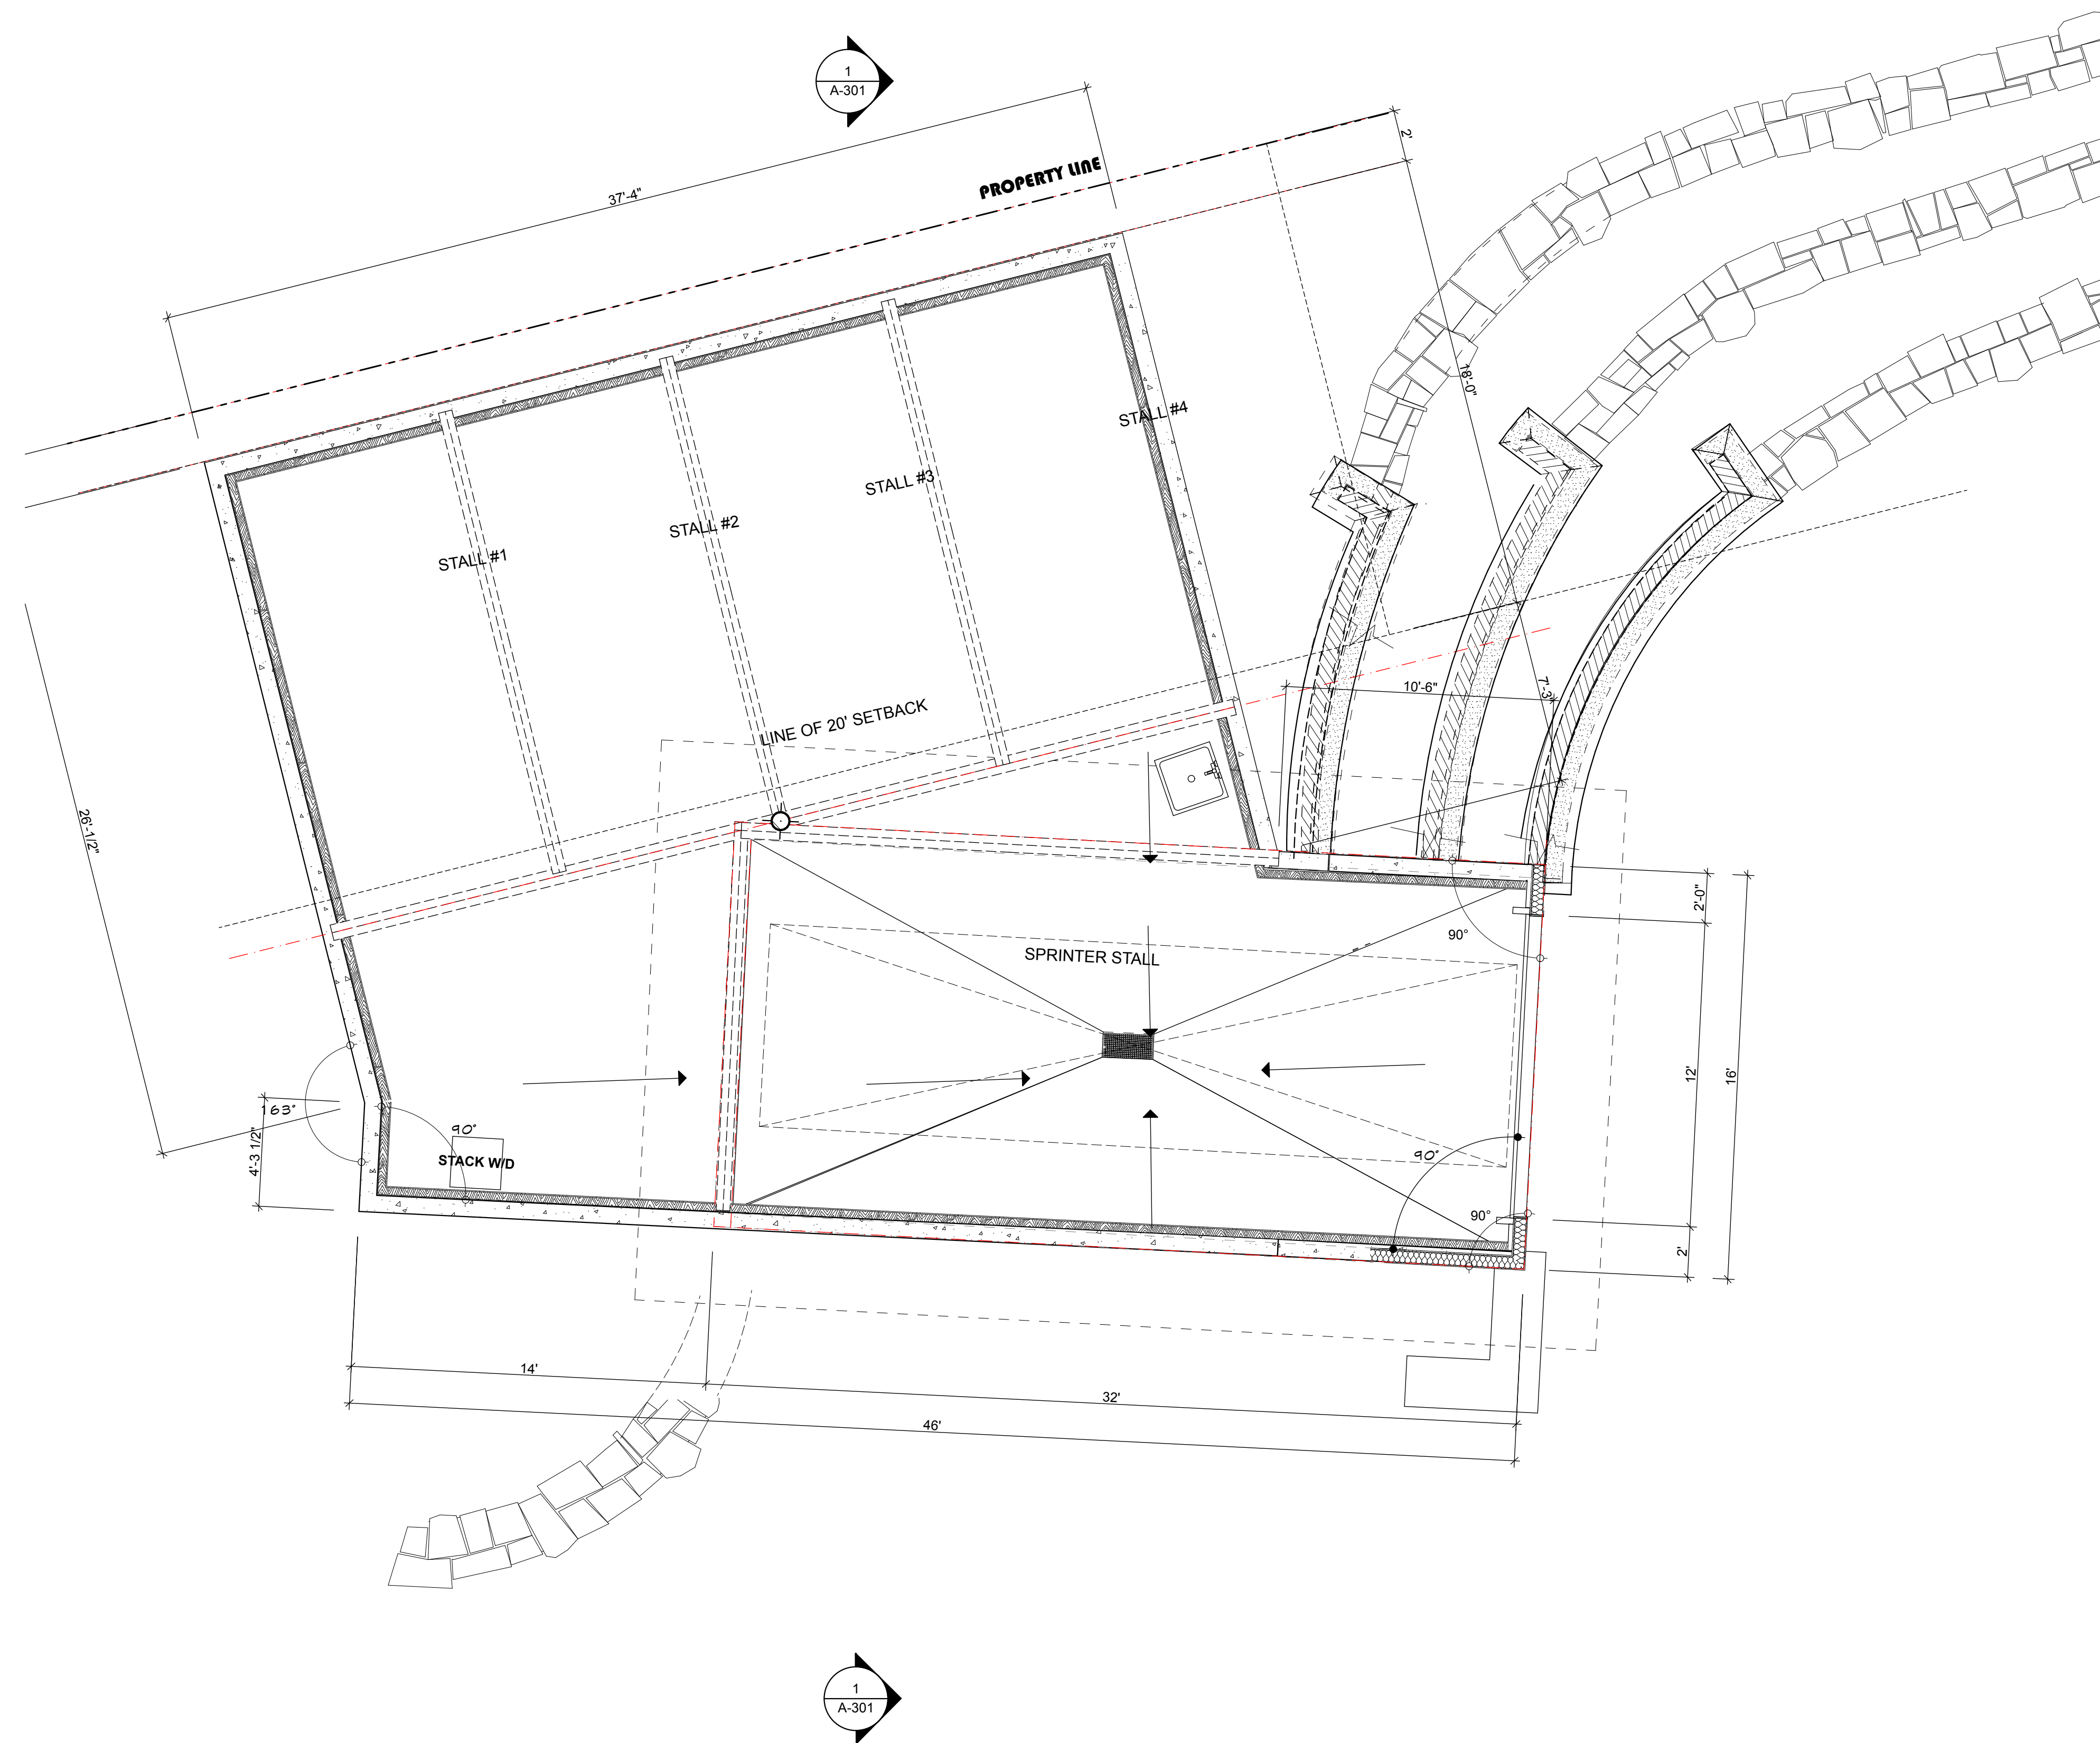 1
A-301
37'-4"
PROPERTY LINE
2'
18'-0"
STALL #4
STALL #3
STALL #2
STALL #1
LINE OF 20' SETBACK
10'-6"
7'-3"
26'-1/2"
SPRINTER STALL
90°
2'-0"
12'
16'
163°
90°
4'-3 1/2"
STACK W/D
90°
90°
2'
14'
32'
46'
1
A-301